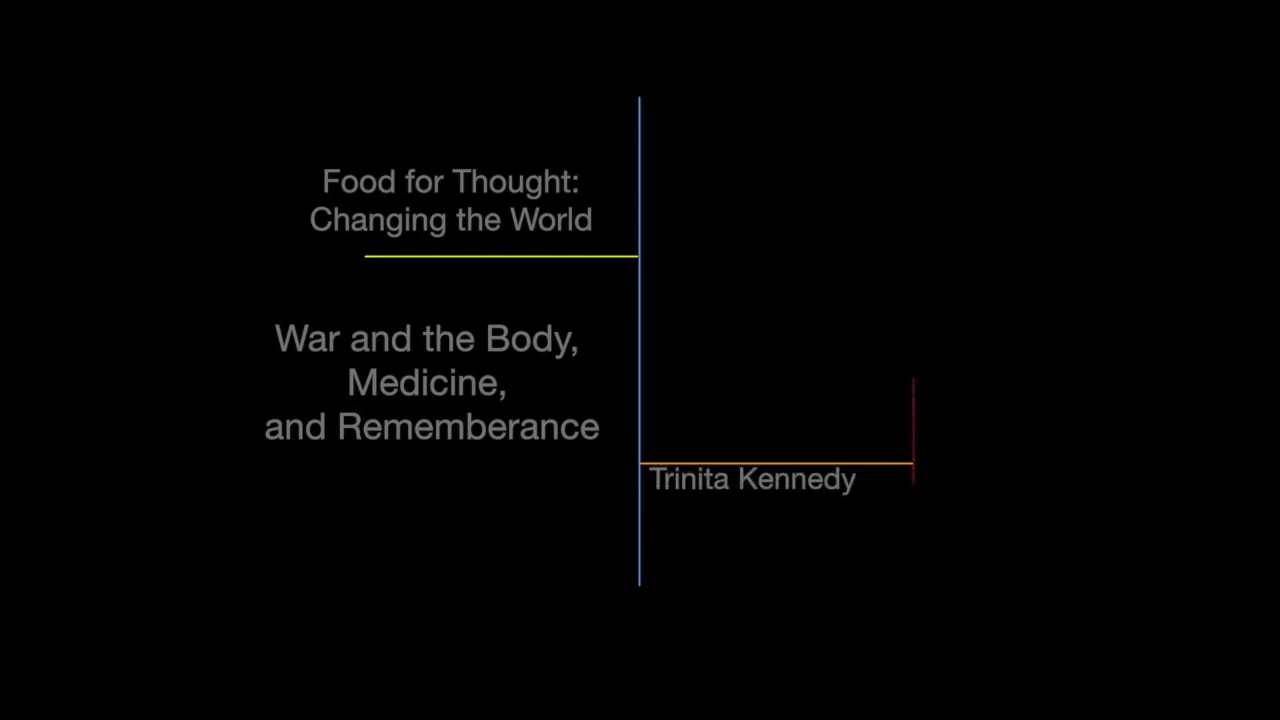 Food for Thought:
Changing the World
War and the Body,
Medicine,
and Rememberance
Trinita Kennedy